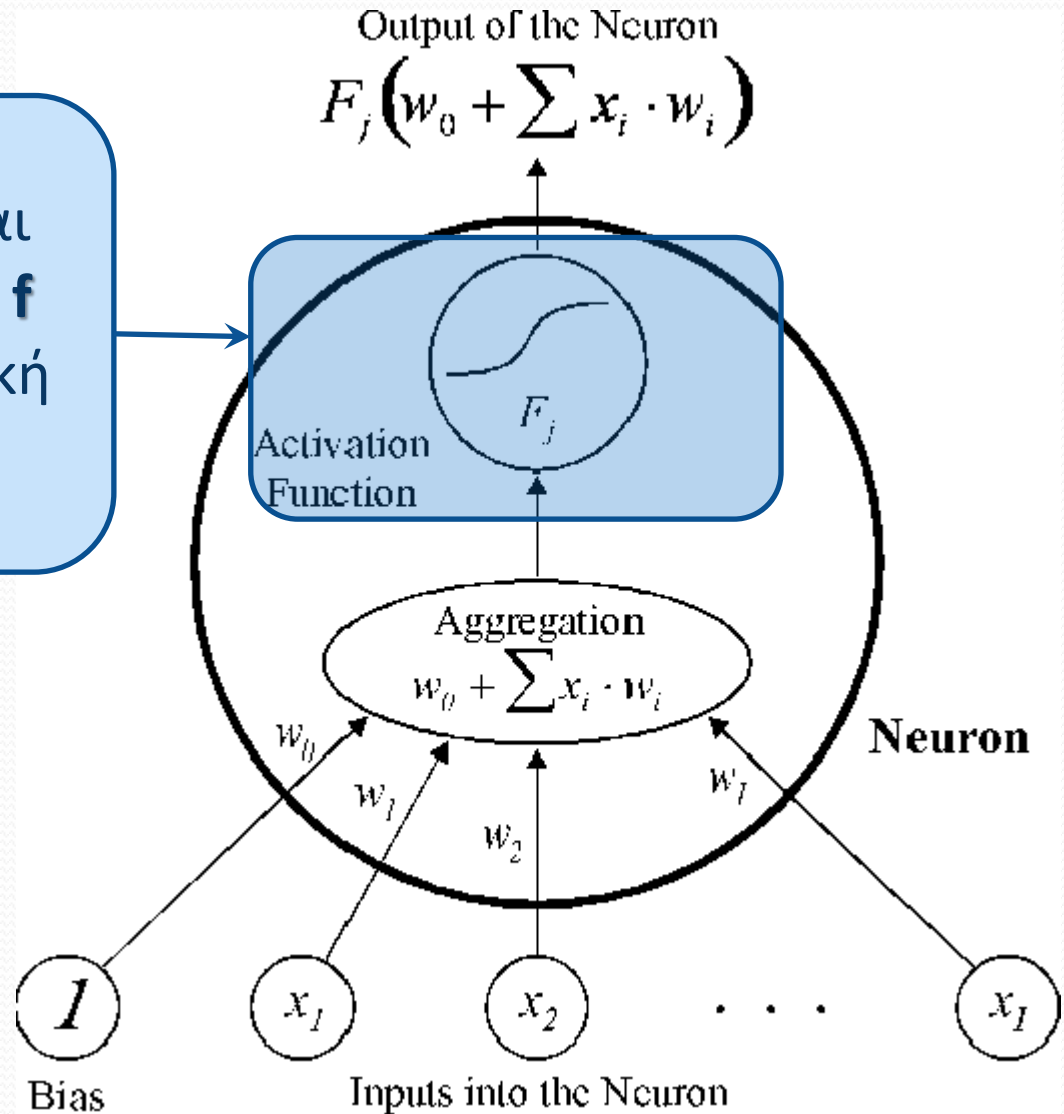 Output of the Neuron
F_j(w_0 + ∑ x_i · w_i)
αι
f
κή
F_j
Activation
Function
Aggregation
w_0 + ∑ x_i · w_i
Neuron
w_0
w_1
w_2
w_I
1
x_1
x_2
. . .
x_I
Bias
Inputs into the Neuron